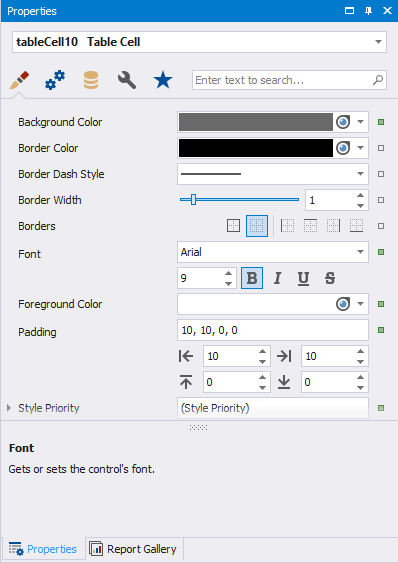 Properties
tableCell10 Table Cell
Enter text to search...
Background Color
Border Color
Border Dash Style
Border Width 1
Borders
Font Arial
9 B I U S
Foreground Color
Padding 10, 10, 0, 0
10 10
0 0
Style Priority (Style Priority)
Font
Gets or sets the control's font.
Properties Report Gallery